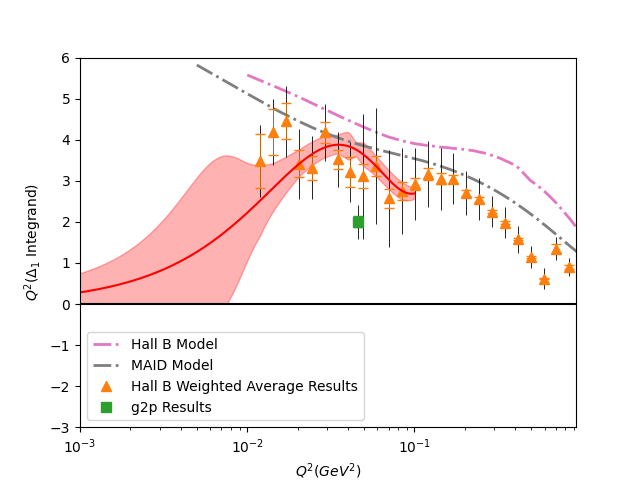 6
5
4
3
2
1
0
−1
−2
−3
Q²(Δ₁ Integrand)
Hall B Model
MAID Model
Hall B Weighted Average Results
g2p Results
10⁻³
10⁻²
10⁻¹
Q²(GeV²)